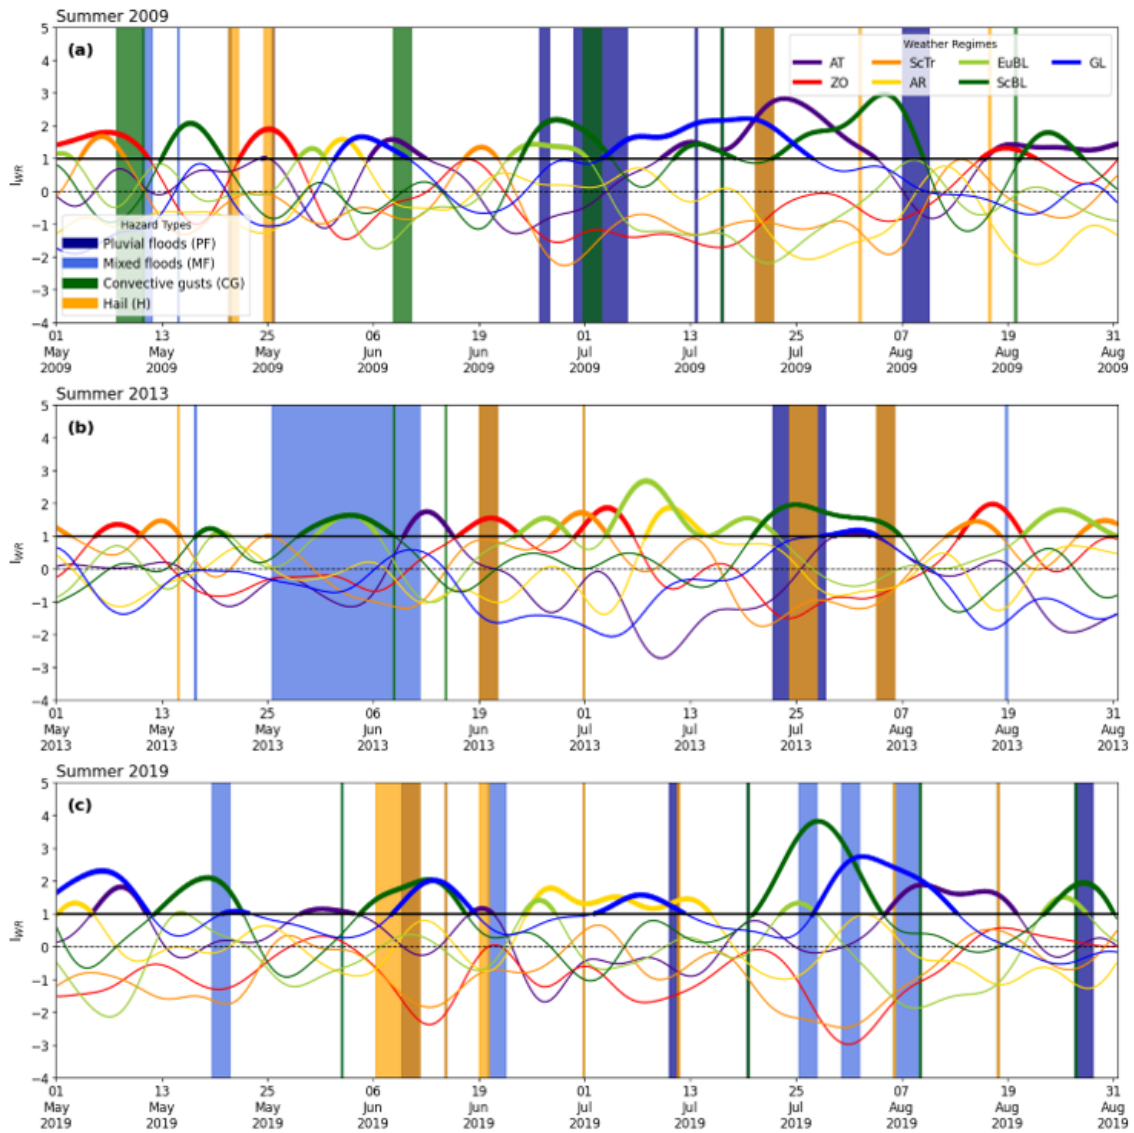 Summer 2009
(a)
Weather Regimes
AT ScTr EuBL GL
ZO AR ScBL
Hazard Types
Pluvial floods (PF)
Mixed floods (MF)
Convective gusts (CG)
Hail (H)
I_WR
5
4
3
2
1
0
−1
−2
−3
−4
01 13 25 06 19 01 13 25 07 19 31
May May May Jun Jun Jul Jul Jul Aug Aug Aug
2009 2009 2009 2009 2009 2009 2009 2009 2009 2009 2009
Summer 2013
(b)
I_WR
5
4
3
2
1
0
−1
−2
−3
−4
01 13 25 06 19 01 13 25 07 19 31
May May May Jun Jun Jul Jul Jul Aug Aug Aug
2013 2013 2013 2013 2013 2013 2013 2013 2013 2013 2013
Summer 2019
(c)
I_WR
5
4
3
2
1
0
−1
−2
−3
−4
01 13 25 06 19 01 13 25 07 19 31
May May May Jun Jun Jul Jul Jul Aug Aug Aug
2019 2019 2019 2019 2019 2019 2019 2019 2019 2019 2019